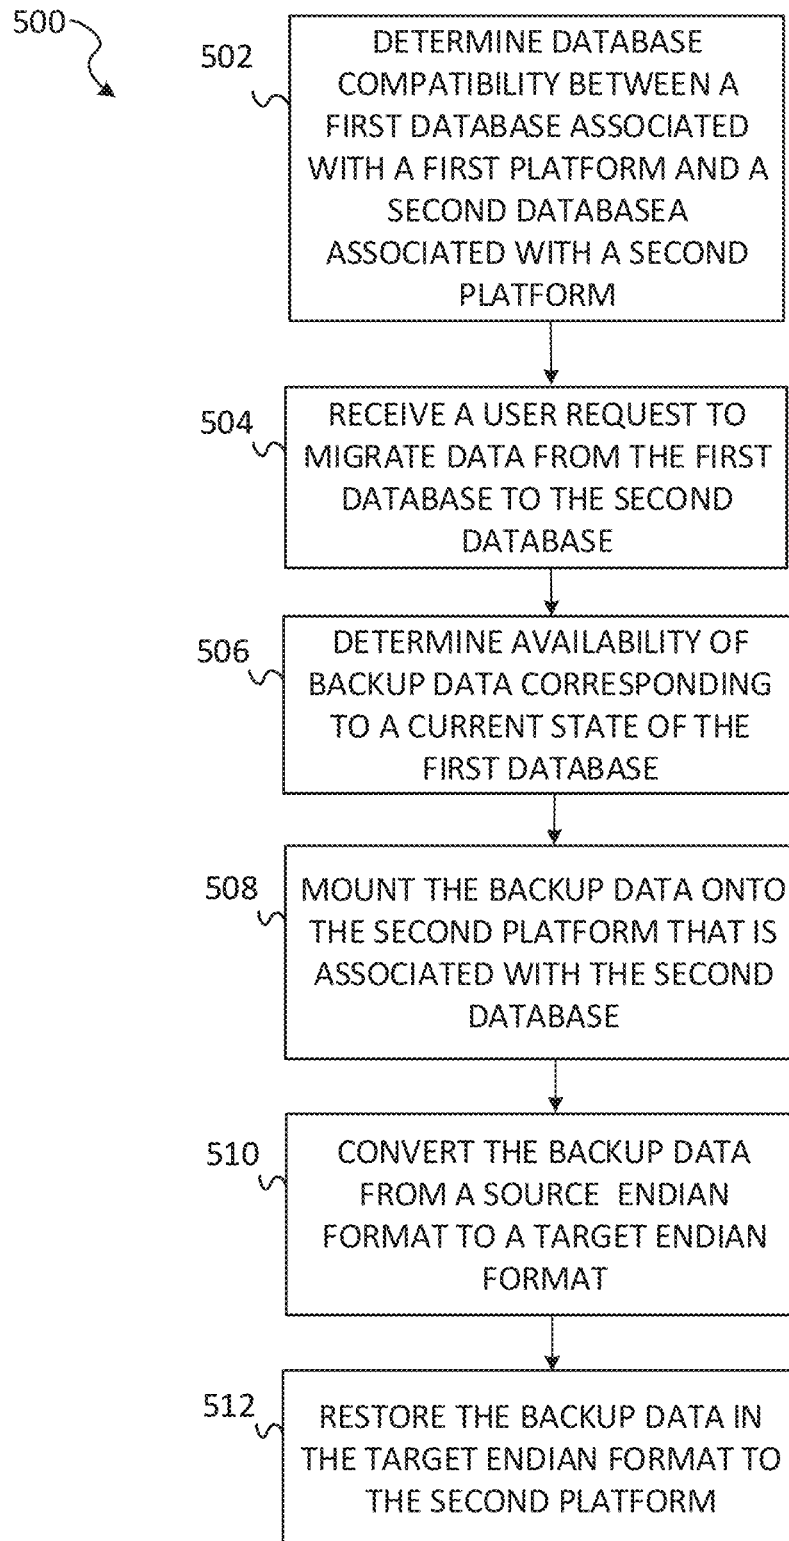 500
502
DETERMINE DATABASE
COMPATIBILITY BETWEEN A
FIRST DATABASE ASSOCIATED
WITH A FIRST PLATFORM AND A
SECOND DATABASEA
ASSOCIATED WITH A SECOND
PLATFORM
504
RECEIVE A USER REQUEST TO
MIGRATE DATA FROM THE FIRST
DATABASE TO THE SECOND
DATABASE
506
DETERMINE AVAILABILITY OF
BACKUP DATA CORRESPONDING
TO A CURRENT STATE OF THE
FIRST DATABASE
508
MOUNT THE BACKUP DATA ONTO
THE SECOND PLATFORM THAT IS
ASSOCIATED WITH THE SECOND
DATABASE
510
CONVERT THE BACKUP DATA
FROM A SOURCE ENDIAN
FORMAT TO A TARGET ENDIAN
FORMAT
512
RESTORE THE BACKUP DATA IN
THE TARGET ENDIAN FORMAT TO
THE SECOND PLATFORM